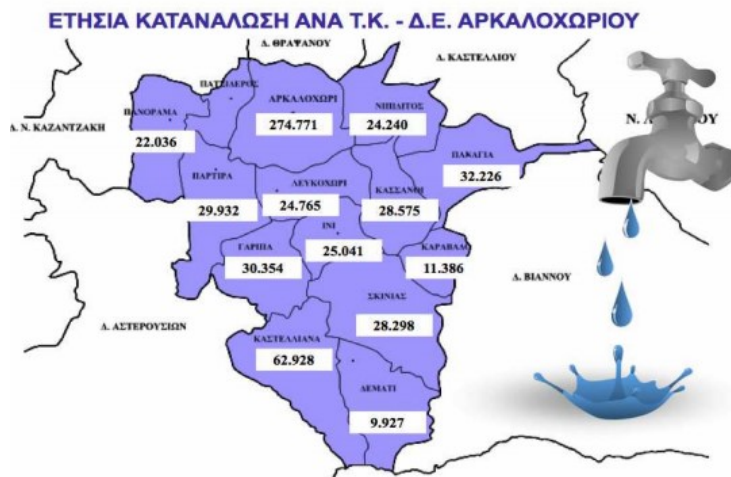 ΕΤΗΣΙΑ ΚΑΤΑΝΑΛΩΣΗ ΑΝΑ Τ.Κ. - Δ.Ε. ΑΡΚΑΛΟΧΩΡΙΟΥ
Δ. ΘΡΑΨΑΝΟΥ
Δ. ΚΑΣΤΕΛΛΙΟΥ
ΠΑΤΣΙΔΕΡΟΣ
ΑΡΚΑΛΟΧΩΡΙ
274.771
ΝΙΠΙΔΙΤΟΣ
24.240
ΠΑΝΟΡΑΜΑ
22.036
Δ. Ν. ΚΑΖΑΝΤΖΑΚΗ
ΠΑΝΑΓΙΑ
32.226
ΠΑΡΤΙΡΑ
29.932
ΛΕΥΚΟΧΩΡΙ
24.765
ΚΑΣΣΑΝΟΙ
28.575
ΙΝΙ
25.041
ΓΑΡΙΠΑ
30.354
ΚΑΡΑΒΑΔΟ
11.386
Δ. ΒΙΑΝΝΟΥ
ΣΚΙΝΙΑΣ
28.298
Δ. ΑΣΤΕΡΟΥΣΙΩΝ
ΚΑΣΤΕΛΛΙΑΝΑ
62.928
ΔΕΜΑΤΙ
9.927